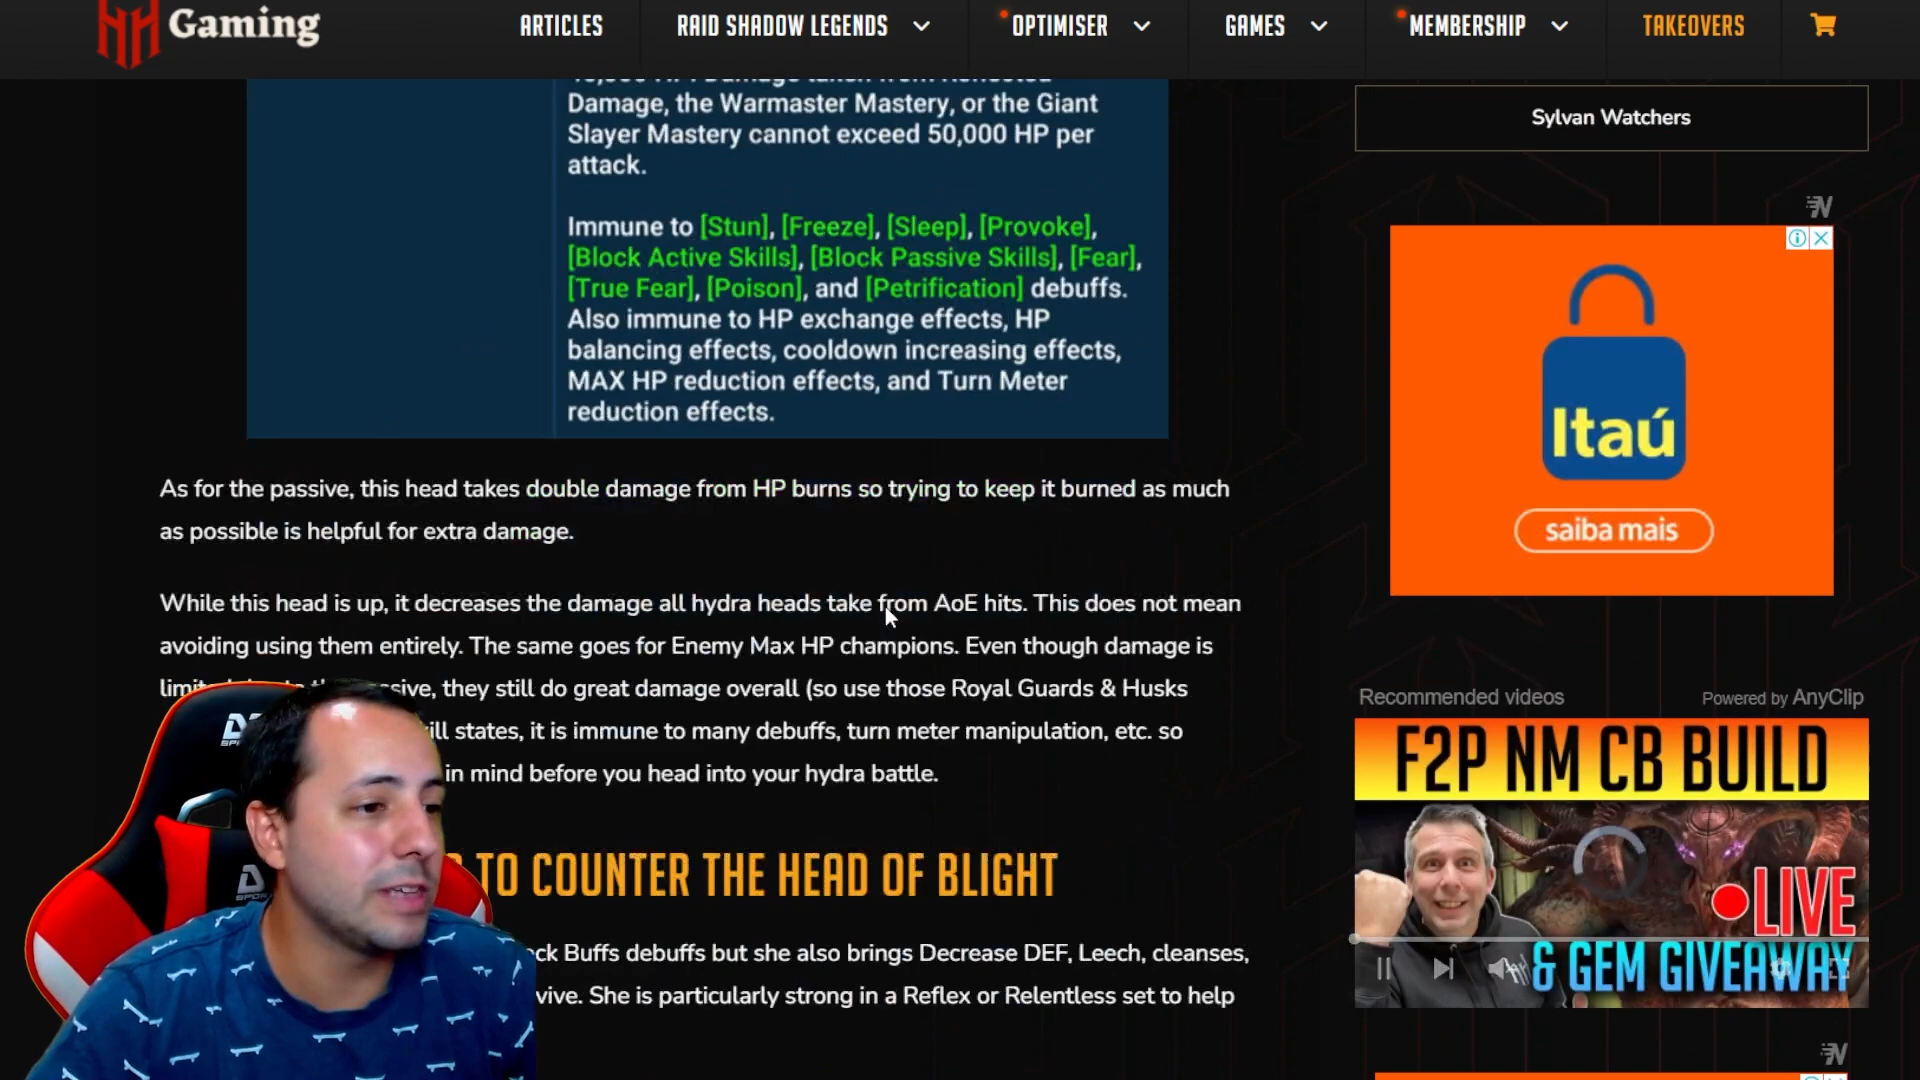 HH Gaming
ARTICLES
RAID SHADOW LEGENDS
OPTIMISER
GAMES
MEMBERSHIP
TAKEOVERS
Damage, the Warmaster Mastery, or the Giant
Slayer Mastery cannot exceed 50,000 HP per
attack.
Immune to [Stun], [Freeze], [Sleep], [Provoke],
[Block Active Skills], [Block Passive Skills], [Fear],
[True Fear], [Poison], and [Petrification] debuffs.
Also immune to HP exchange effects, HP
balancing effects, cooldown increasing effects,
MAX HP reduction effects, and Turn Meter
reduction effects.
As for the passive, this head takes double damage from HP burns so trying to keep it burned as much
as possible is helpful for extra damage.
While this head is up, it decreases the damage all hydra heads take from AoE hits. This does not mean
avoiding using them entirely. The same goes for Enemy Max HP champions. Even though damage is
they still do great damage overall (so use those Royal Guards & Husks
states, it is immune to many debuffs, turn meter manipulation, etc. so
in mind before you head into your hydra battle.
TO COUNTER THE HEAD OF BLIGHT
Buffs debuffs but she also brings Decrease DEF, Leech, cleanses,
She is particularly strong in a Reflex or Relentless set to help
Sylvan Watchers
Itaú
saiba mais
Recommended videos
Powered by AnyClip
F2P NM CB BUILD
LIVE
& GEM GIVEAWAY